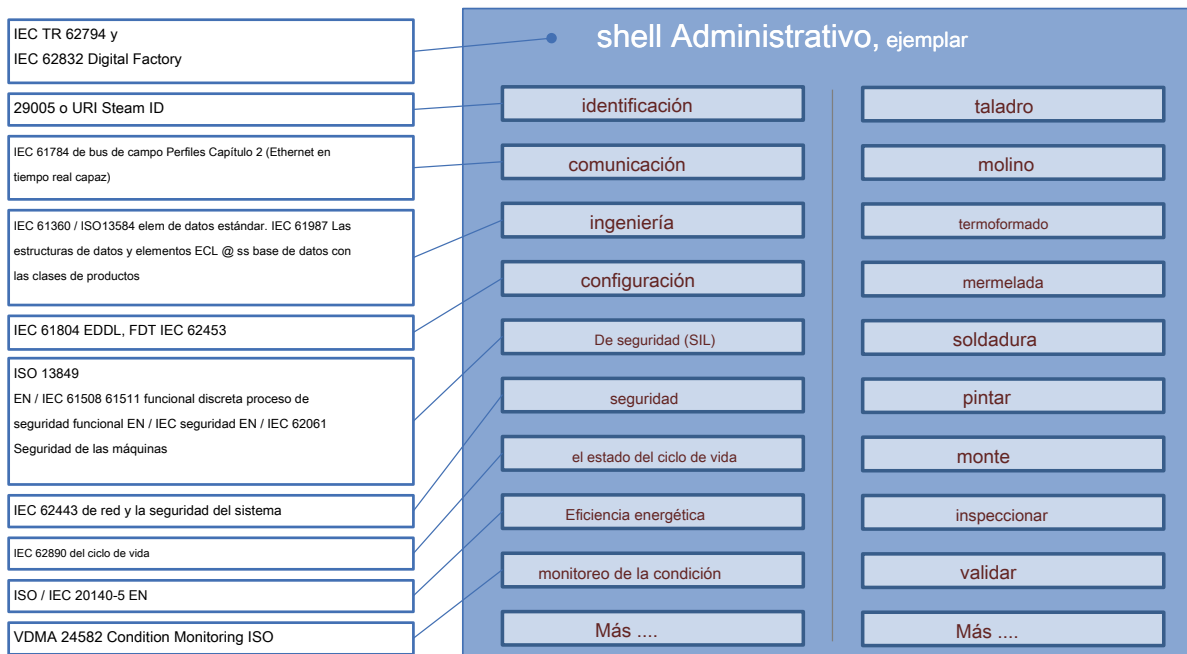 IEC TR 62794 y
IEC 62832 Digital Factory
29005 o URI Steam ID
IEC 61784 de bus de campo Perfiles Capítulo 2 (Ethernet en
tiempo real capaz)
IEC 61360 / ISO13584 elem de datos estándar. IEC 61987 Las
estructuras de datos y elementos ECL @ ss base de datos con
las clases de productos
IEC 61804 EDDL, FDT IEC 62453
ISO 13849
EN / IEC 61508 61511 funcional discreta proceso de
seguridad funcional EN / IEC seguridad EN / IEC 62061
Seguridad de las máquinas
IEC 62443 de red y la seguridad del sistema
IEC 62890 del ciclo de vida
ISO / IEC 20140-5 EN
VDMA 24582 Condition Monitoring ISO
shell Administrativo, ejemplar
identificación
comunicación
ingeniería
configuración
De seguridad (SIL)
seguridad
el estado del ciclo de vida
Eficiencia energética
monitoreo de la condición
Más ....
taladro
molino
termoformado
mermelada
soldadura
pintar
monte
inspeccionar
validar
Más ....